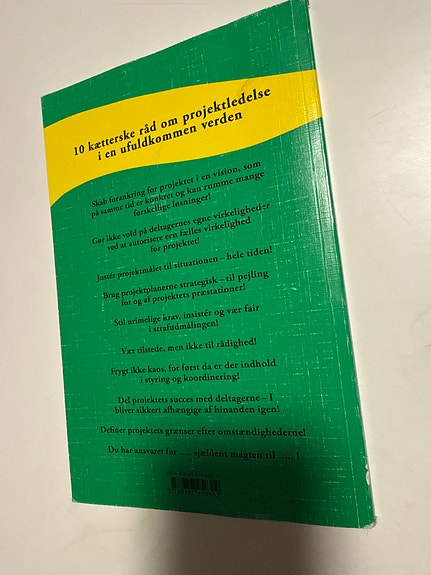 10 kætterske råd om projektledelse
i en ufuldkommen verden
Skab forankring for projektet i en vision, som
på samme tid er konkret og kan rumme mange
forskellige løsninger!
Gør ikke vold på deltagernes egne virkeligheder
ved at autorisere een fælles virkelighed
for projektet!
Justér projektmålet til situationen – hele tiden!
Brug projektplanerne strategisk – til pejling
for og af projektets præstationer!
Stil urimelige krav, insistér og vær fair
i strafudmålingen!
Vær tilstede, men ikke til rådighed!
Frygt ikke kaos, for først da er der indhold
i styring og koordinering!
Del projektets succes med deltagerne – I
bliver sikkert afhængige af hinanden igen!
Definer projektets grænser efter omstændighederne!
Du har ansvaret for ..... sjældent magten til ..... !